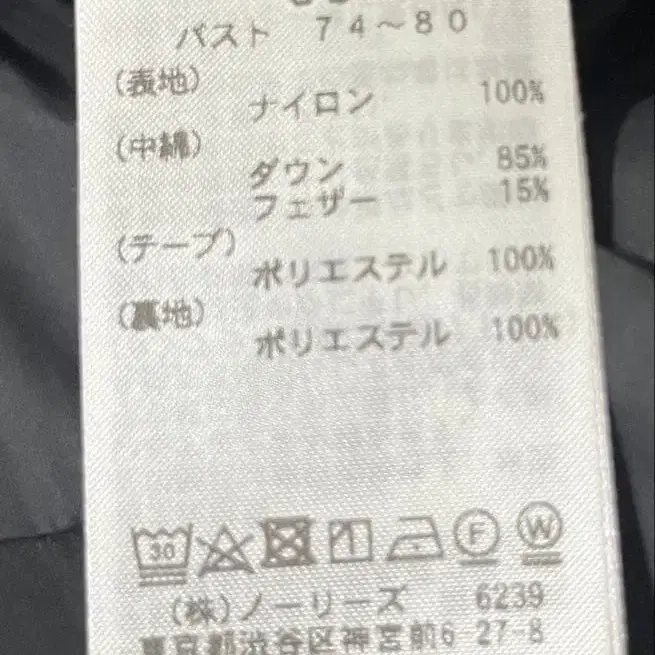 バスト 74～80
(表地)
ナイロン 100%
(中綿)
ダウン 85%
フェザー 15%
(テープ)
ポリエステル 100%
(裏地)
ポリエステル 100%
30 F W
(株)ノーリーズ 6239
東京都渋谷区神宮前6-27-8